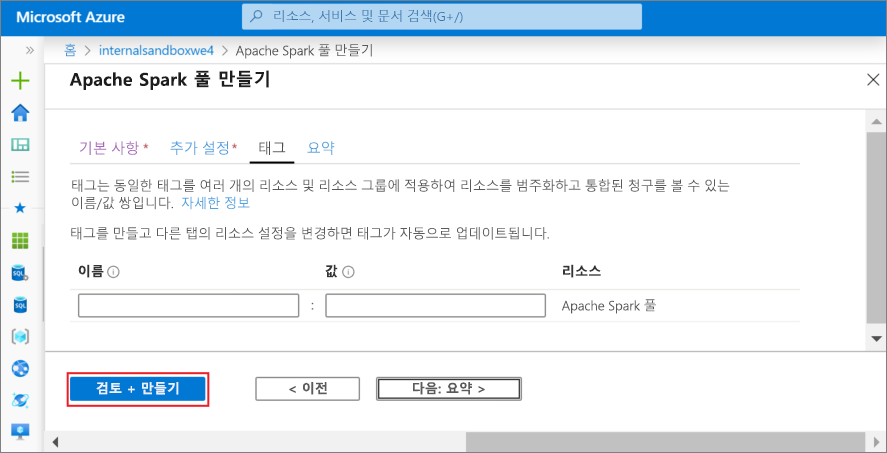 Microsoft Azure
리소스, 서비스 및 문서 검색(G+/)
홈 > internalsandboxwe4 > Apache Spark 풀 만들기
Apache Spark 풀 만들기
기본 사항 * 추가 설정 * 태그 요약
태그는 동일한 태그를 여러 개의 리소스 및 리소스 그룹에 적용하여 리소스를 범주화하고 통합된 청구를 볼 수 있는
이름/값 쌍입니다. 자세한 정보
태그를 만들고 다른 탭의 리소스 설정을 변경하면 태그가 자동으로 업데이트됩니다.
이름 값 리소스
: Apache Spark 풀
검토 + 만들기 < 이전 다음: 요약 >